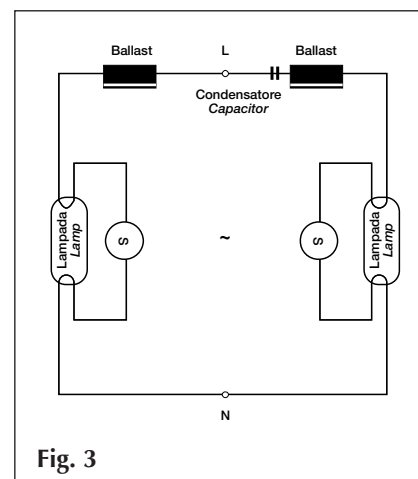 Ballast
L
Ballast
Condensatore
Capacitor
Lampada
Lamp
S
~
S
Lampada
Lamp
N
Fig. 3